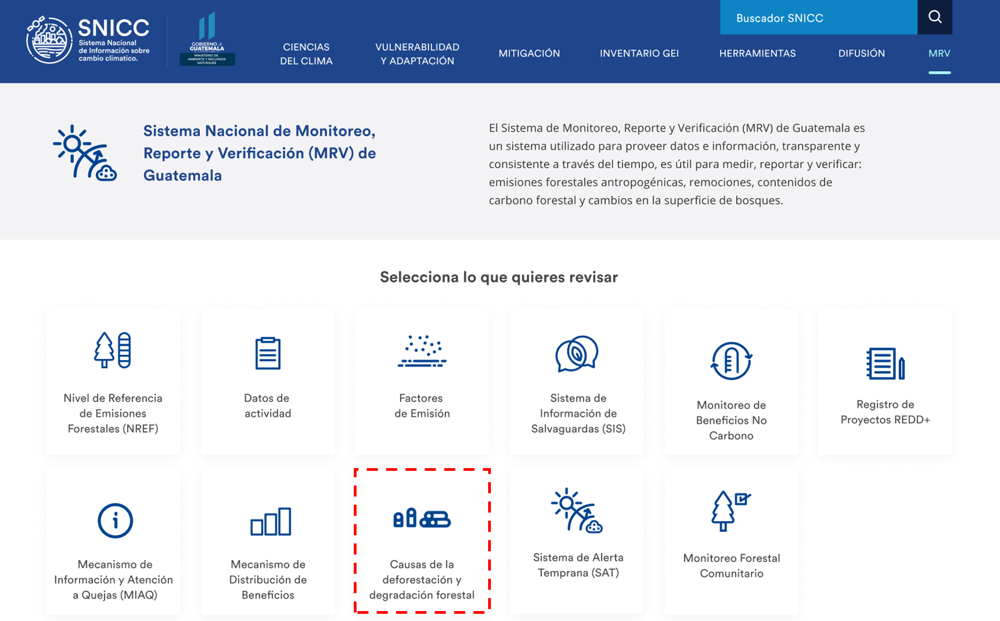 SNICC
Sistema Nacional
de Información sobre
cambio climatico.
GOBIERNO de
GUATEMALA
MINISTERIO DE
AMBIENTE Y RECURSOS
NATURALES
Buscador SNICC
CIENCIAS
DEL CLIMA
VULNERABILIDAD
Y ADAPTACIÓN
MITIGACIÓN
INVENTARIO GEI
HERRAMIENTAS
DIFUSIÓN
MRV
Sistema Nacional de Monitoreo,
Reporte y Verificación (MRV) de
Guatemala
El Sistema de Monitoreo, Reporte y Verificación (MRV) de Guatemala es
un sistema utilizado para proveer datos e información, transparente y
consistente a través del tiempo, es útil para medir, reportar y verificar:
emisiones forestales antropogénicas, remociones, contenidos de
carbono forestal y cambios en la superficie de bosques.
Selecciona lo que quieres revisar
Nivel de Referencia
de Emisiones
Forestales (NREF)
Datos de
actividad
Factores
de Emisión
Sistema de
Información de
Salvaguardas (SIS)
Monitoreo de
Beneficios No
Carbono
Registro de
Proyectos REDD+
Mecanismo de
Información y Atención
a Quejas (MIAQ)
Mecanismo de
Distribución de
Beneficios
Causas de la
deforestación y
degradación forestal
Sistema de Alerta
Temprana (SAT)
Monitoreo Forestal
Comunitario